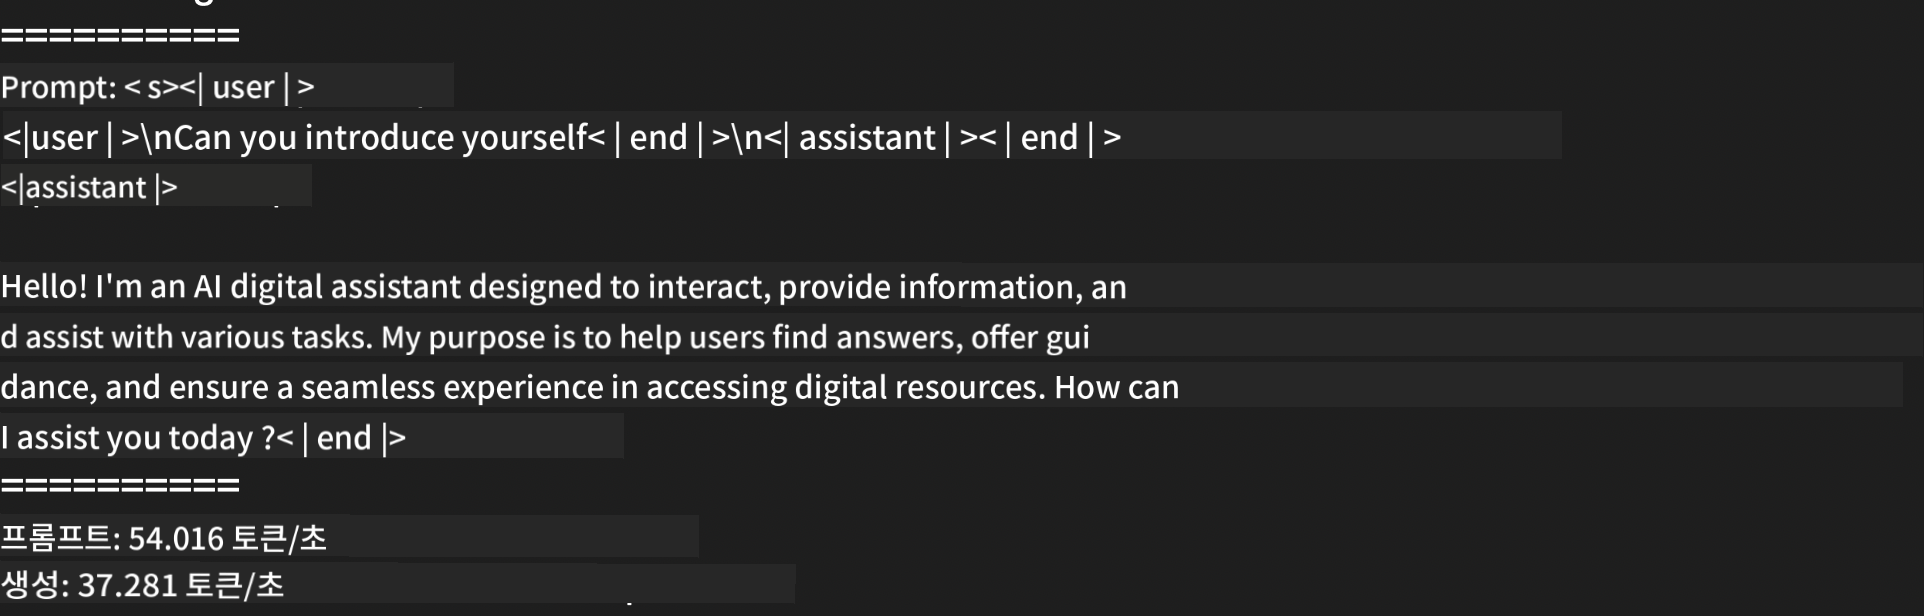 ==========
Prompt: < s><| user | >
<|user | >\nCan you introduce yourself< | end | >\n<| assistant | >< | end | >
<|assistant |>
Hello! I'm an AI digital assistant designed to interact, provide information, an
d assist with various tasks. My purpose is to help users find answers, offer gui
dance, and ensure a seamless experience in accessing digital resources. How can
I assist you today ?< | end |>
==========
프롬프트: 54.016 토큰/초
생성: 37.281 토큰/초